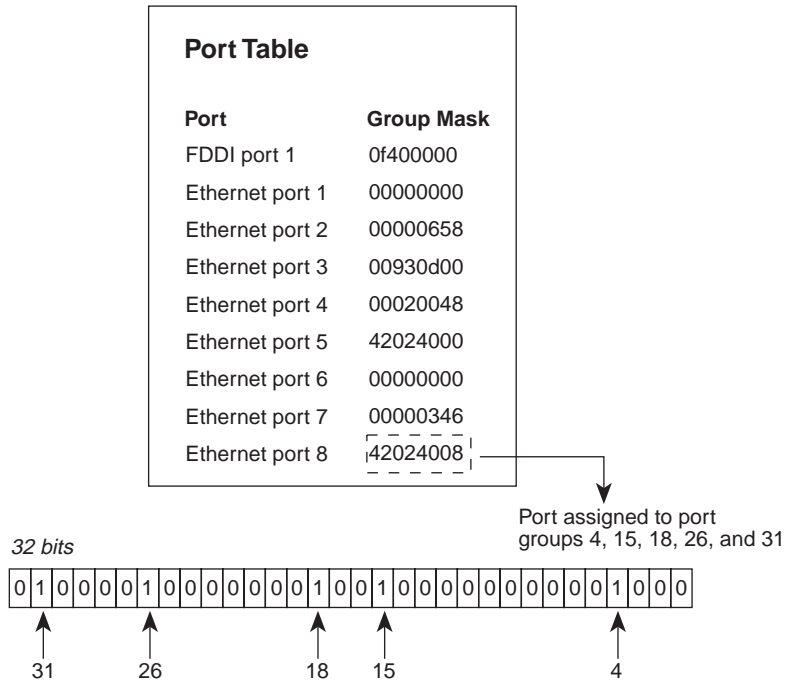 Port Table
Port Group Mask
FDDI port 1 0f400000
Ethernet port 1 00000000
Ethernet port 2 00000658
Ethernet port 3 00930d00
Ethernet port 4 00020048
Ethernet port 5 42024000
Ethernet port 6 00000000
Ethernet port 7 00000346
Ethernet port 8 42024008
Port assigned to port
groups 4, 15, 18, 26, and 31
32 bits
0 1 0 0 0 0 1 0 0 0 0 0 0 0 1 0 0 1 0 0 0 0 0 0 0 0 0 0 1 0 0 0
31 26 18 15 4